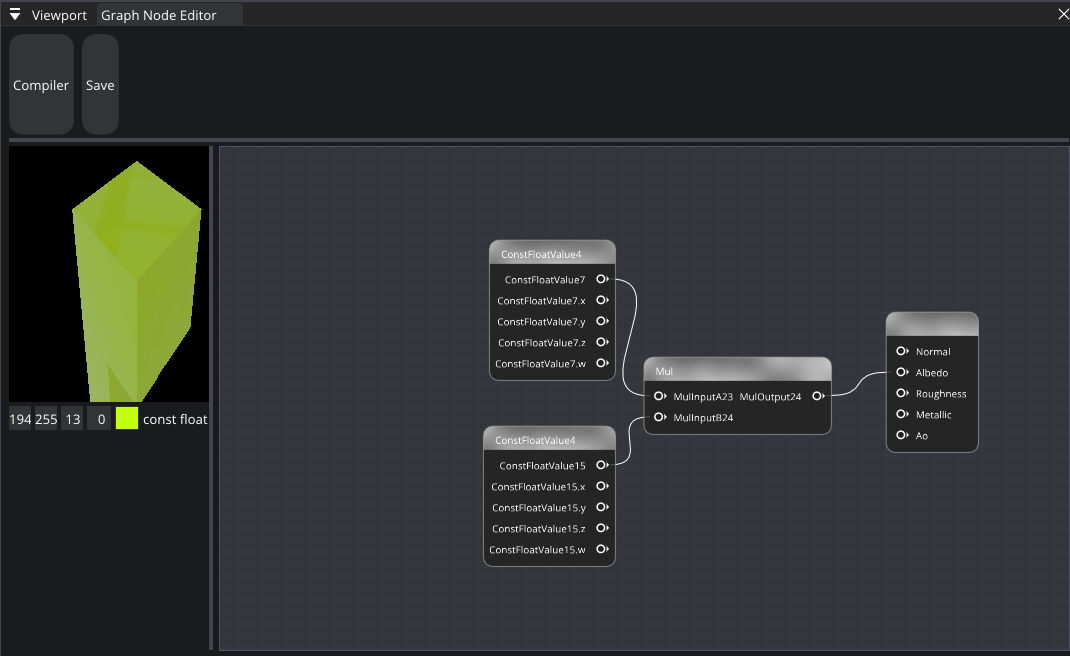 Viewport Graph Node Editor
Compiler Save
194 255 13 0 const float
ConstFloatValue4
ConstFloatValue7
ConstFloatValue7.x
ConstFloatValue7.y
ConstFloatValue7.z
ConstFloatValue7.w
ConstFloatValue4
ConstFloatValue15
ConstFloatValue15.x
ConstFloatValue15.y
ConstFloatValue15.z
ConstFloatValue15.w
Mul
MulInputA23 MulOutput24
MulInputB24
Normal
Albedo
Roughness
Metallic
Ao